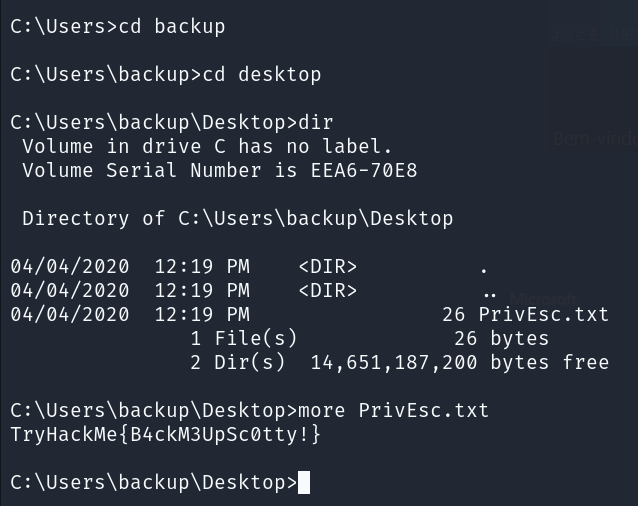 C:\Users>cd backup
C:\Users\backup>cd desktop
C:\Users\backup\Desktop>dir
 Volume in drive C has no label.
 Volume Serial Number is EEA6-70E8
 Directory of C:\Users\backup\Desktop
04/04/2020  12:19 PM    <DIR>          .
04/04/2020  12:19 PM    <DIR>          ..
04/04/2020  12:19 PM                26 PrivEsc.txt
               1 File(s)             26 bytes
               2 Dir(s)  14,651,187,200 bytes free
C:\Users\backup\Desktop>more PrivEsc.txt
TryHackMe{B4ckM3UpSc0tty!}
C:\Users\backup\Desktop>
Microsoft